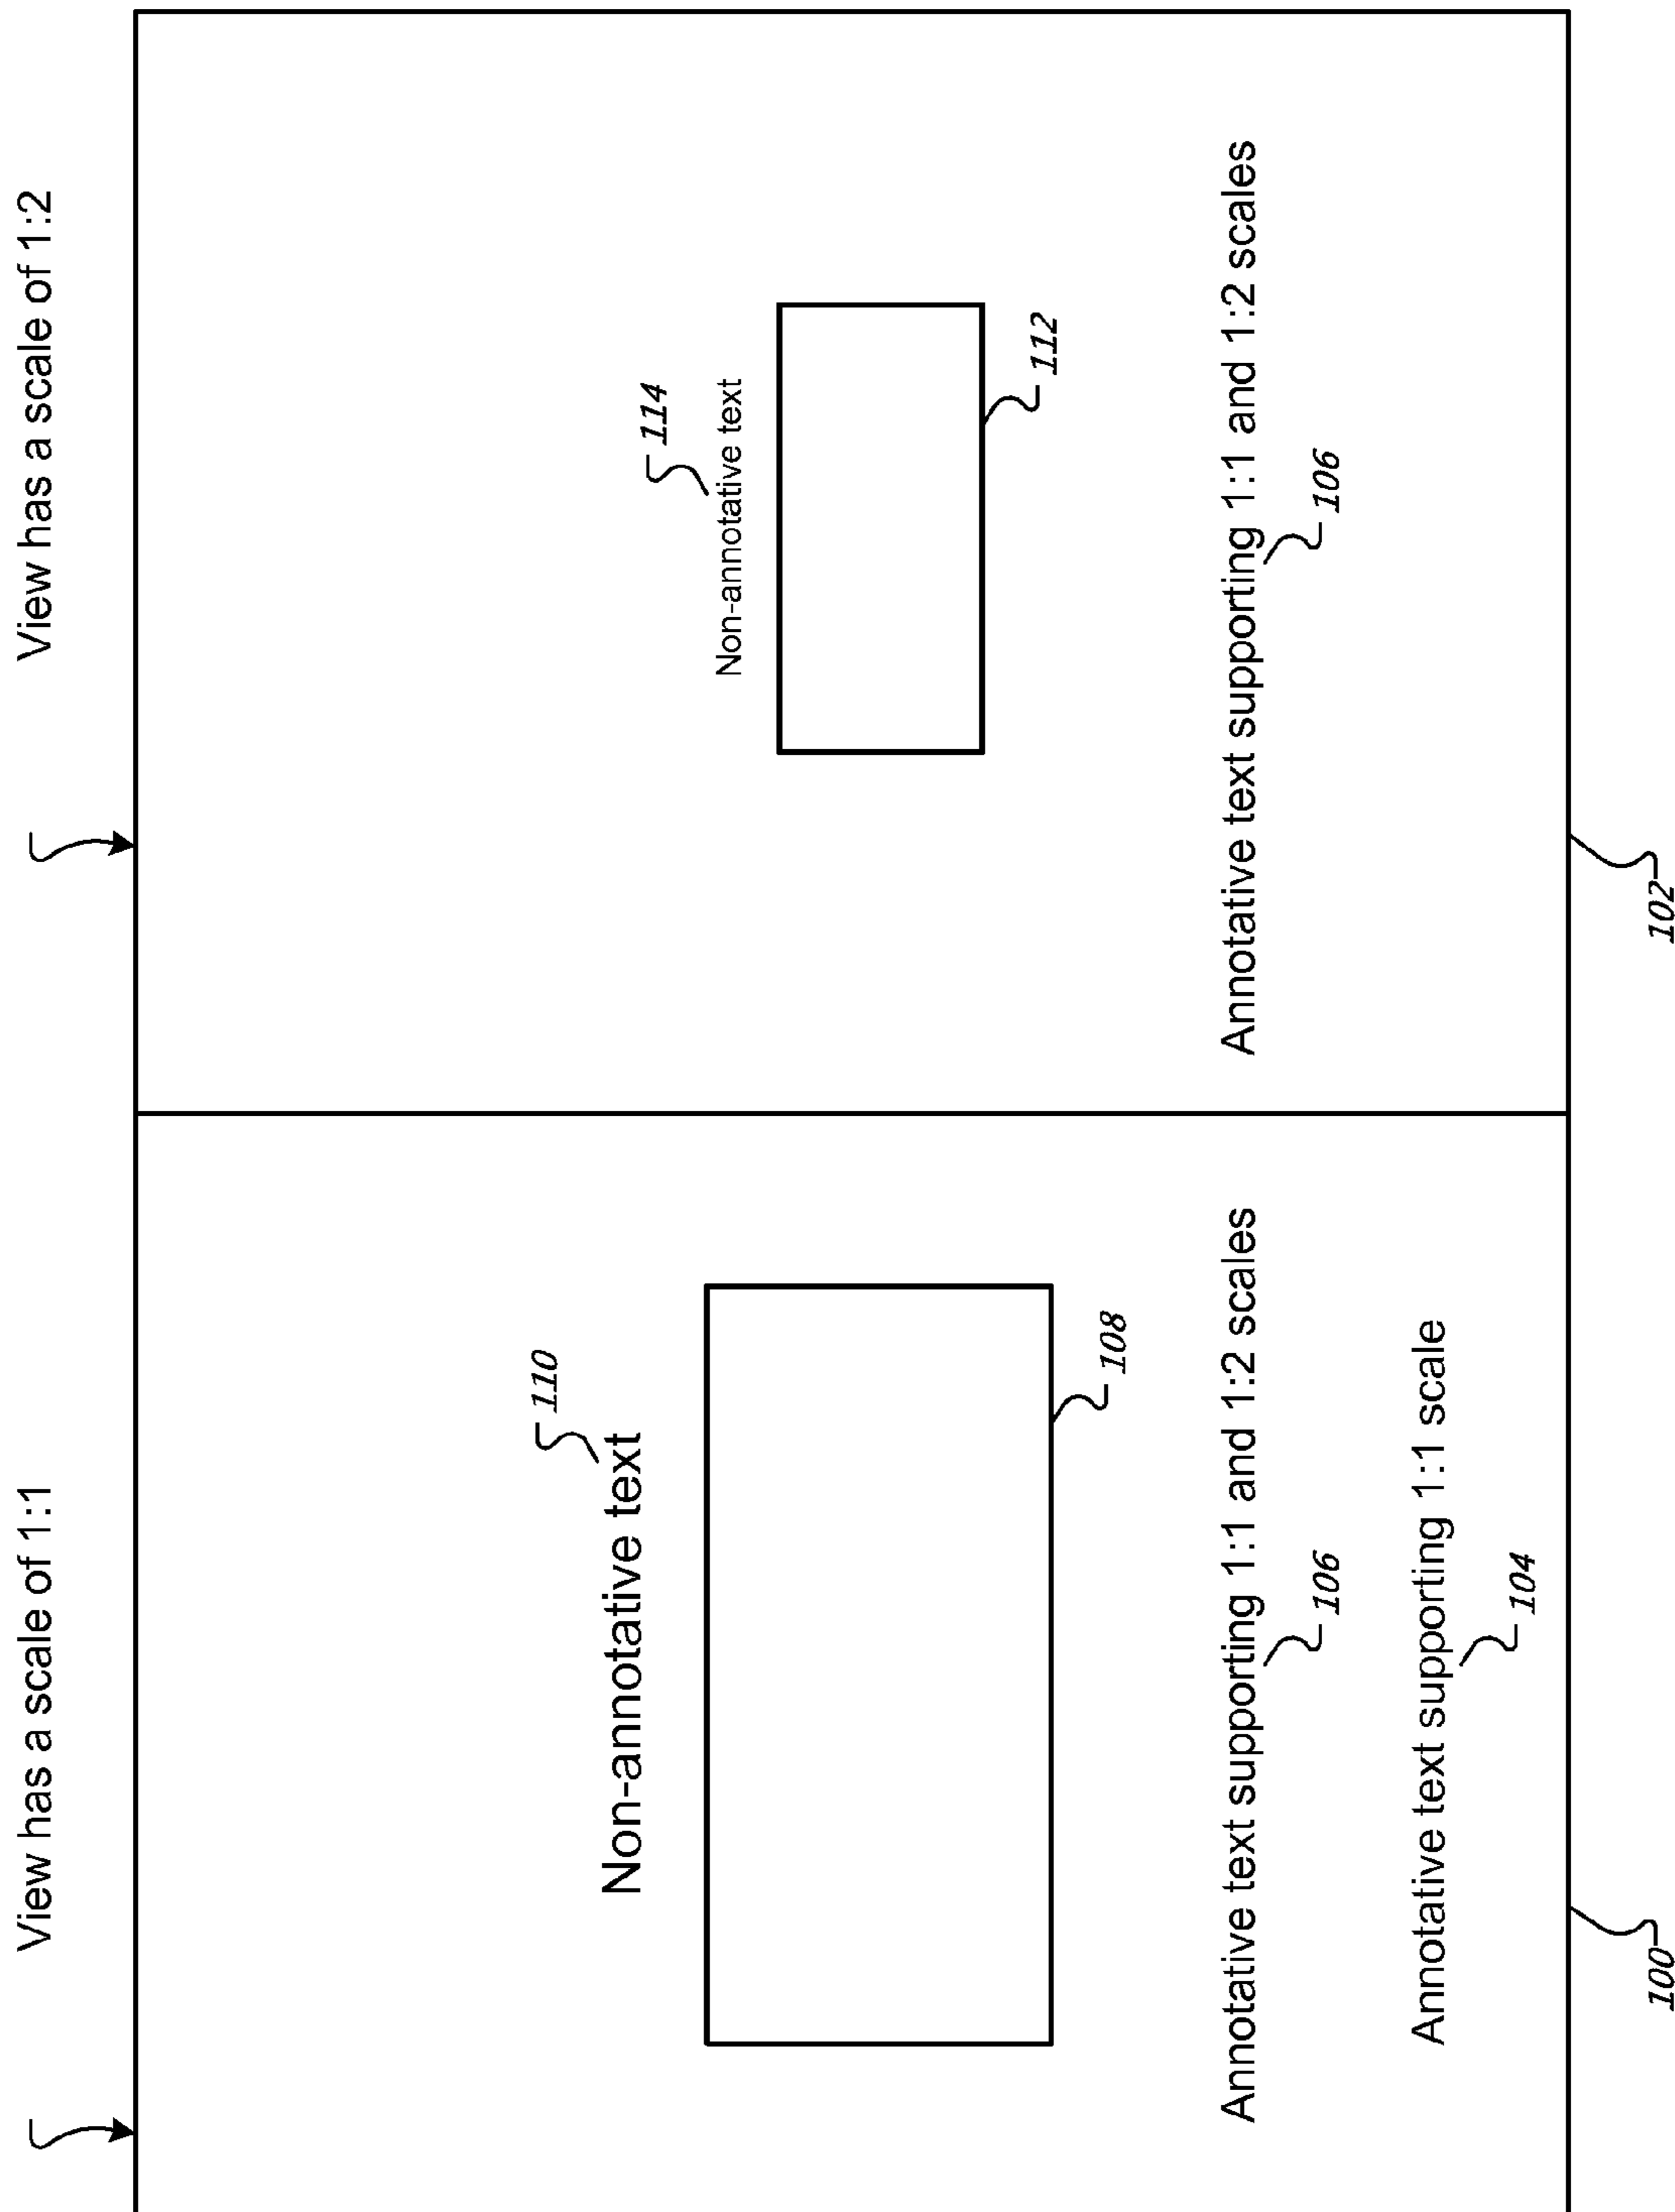 View has a scale of 1:1
View has a scale of 1:2
110
Non-annotative text
108
Annotative text supporting 1:1 and 1:2 scales
106
Annotative text supporting 1:1 scale
104
100
114
Non-annotative text
112
Annotative text supporting 1:1 and 1:2 scales
106
102